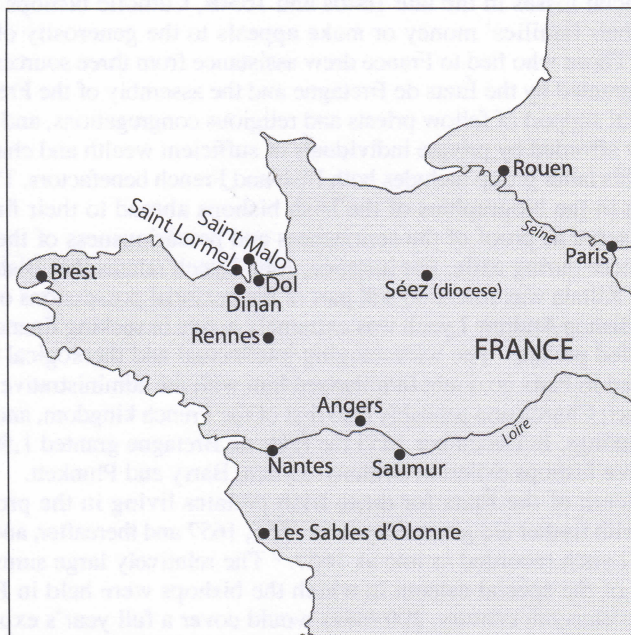 Rouen
Seine
Paris
Saint Malo
Saint Lormel
Brest
Dol
Dinan
Séez (diocese)
Rennes
FRANCE
Angers
Loire
Nantes
Saumur
Les Sables d'Olonne